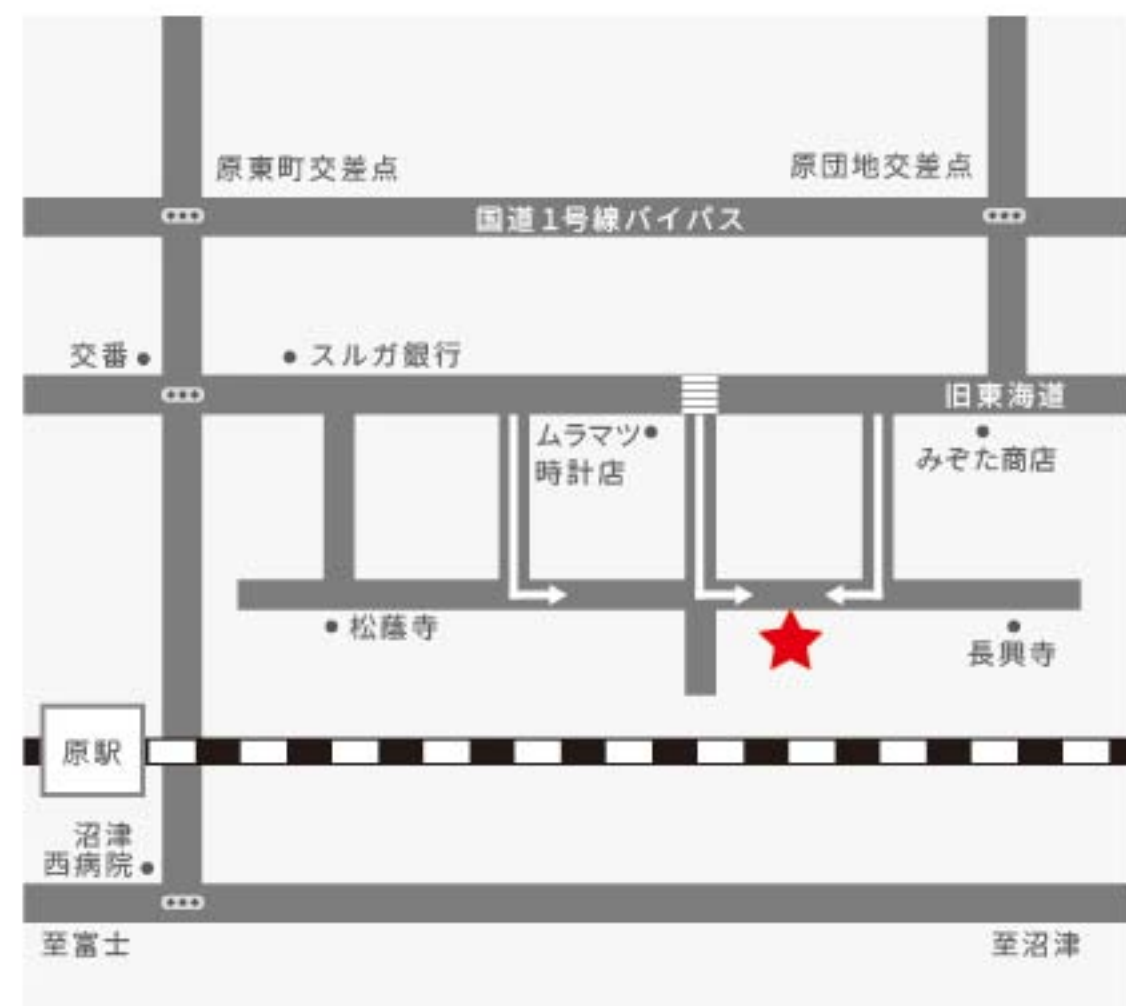 原東町交差点
原団地交差点
国道1号線バイパス
交番
スルガ銀行
旧東海道
ムラマツ
時計店
みぞた商店
松蔭寺
長興寺
原駅
沼津
西病院
至富士
至沼津